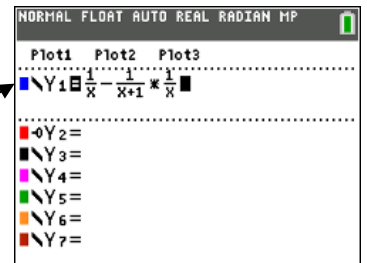 NORMAL FLOAT AUTO REAL RADIAN MP
Plot1 Plot2 Plot3
\Y1=1/X-1/(X+1)*1/X
\Y2=
\Y3=
\Y4=
\Y5=
\Y6=
\Y7=